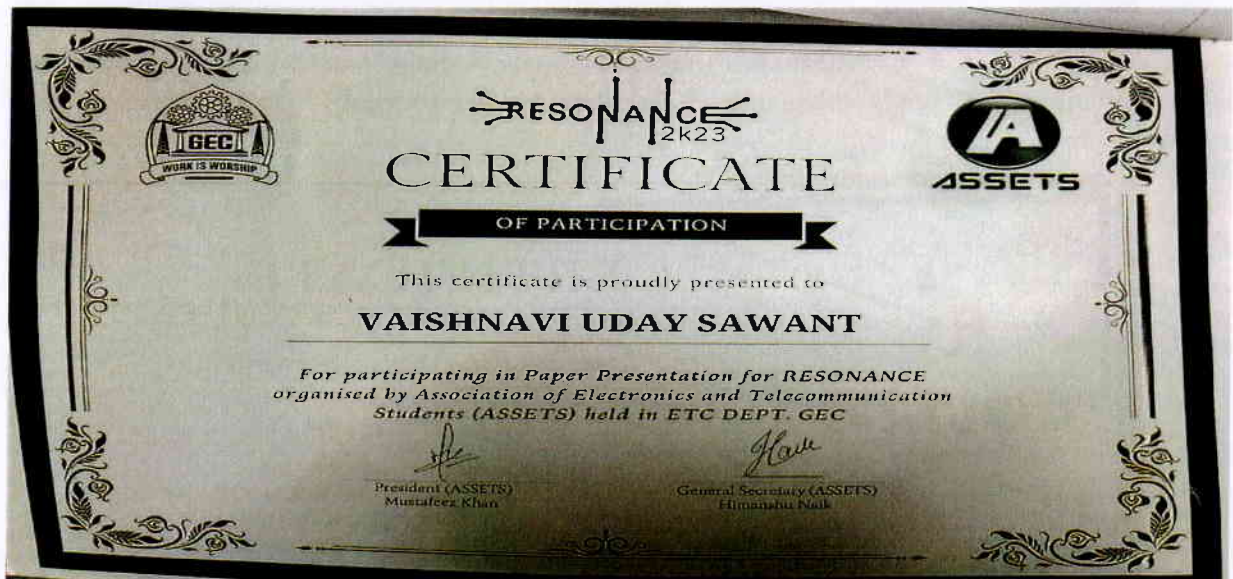 RESONANCE
2k23
GEC
WORK IS WORSHIP
ASSETS
CERTIFICATE
OF PARTICIPATION
This certificate is proudly presented to
VAISHNAVI UDAY SAWANT
For participating in Paper Presentation for RESONANCE
organised by Association of Electronics and Telecommunication
Students (ASSETS) held in ETC DEPT. GEC
President (ASSETS)
Mustafeez Khan
General Secretary (ASSETS)
Himanshu Naik